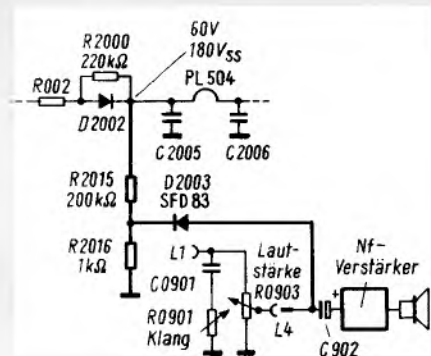 60V
180Vss
R2000
220kΩ
PL 504
R002
D2002
C2005
C2006
R2015
200kΩ
D2003
SFD 83
R2016
1kΩ
L1
Laut-
stärke
R0903
Nf-
Verstärker
C0901
R0901
Klang
L4
+
C902